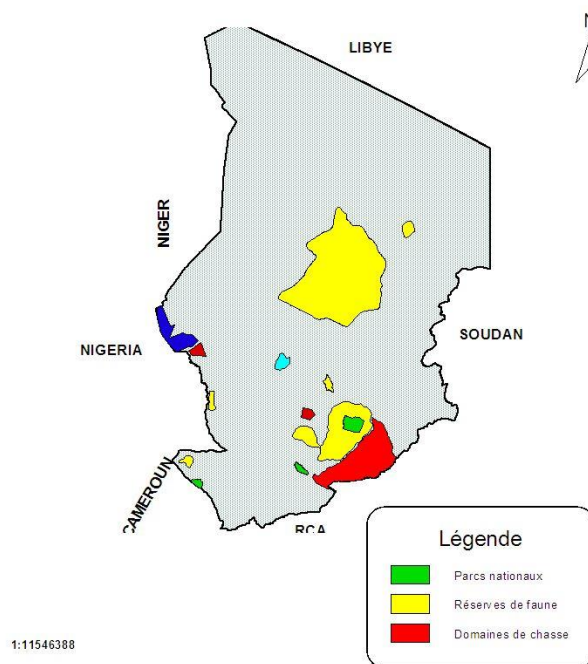 N
LIBYE
NIGER
SOUDAN
NIGERIA
CAMEROUN
RCA
Légende
Parcs nationaux
Réserves de faune
Domaines de chasse
1:11546388